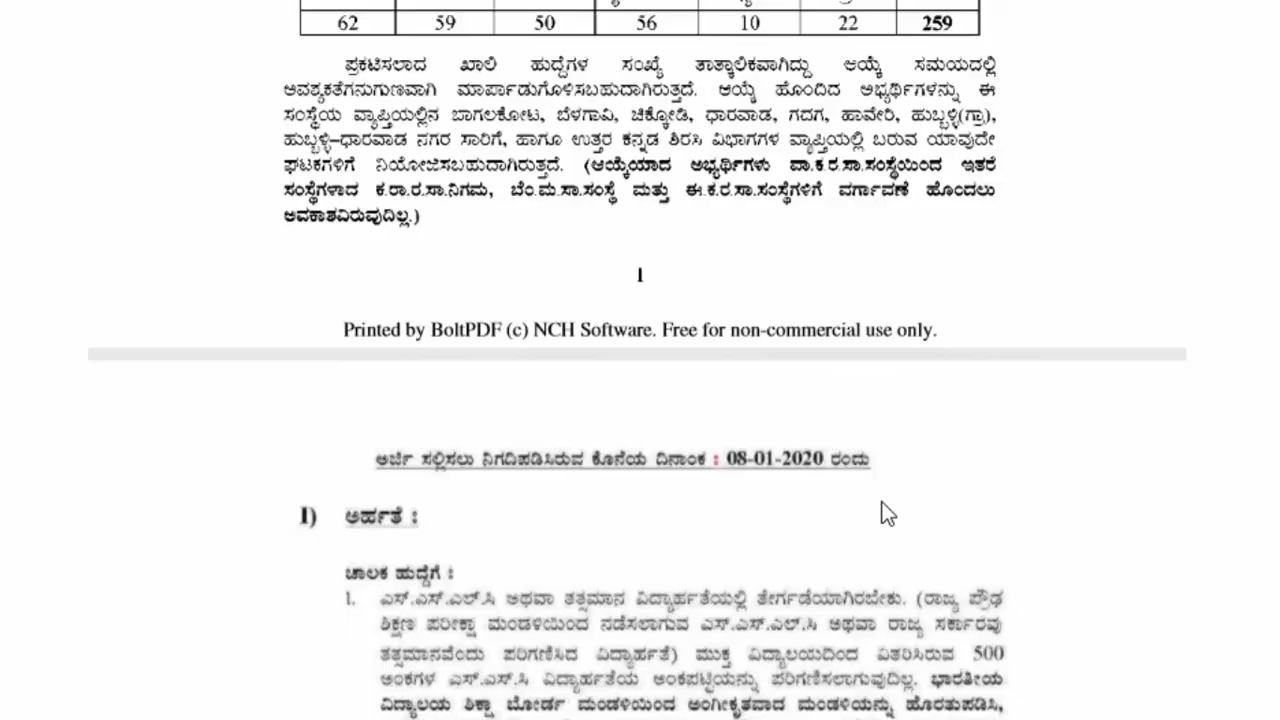 62 59 50 56 10 22 259
ಪ್ರಕಟಿಸಲಾದ ಖಾಲಿ ಹುದ್ದೆಗಳ ಸಂಖ್ಯೆ ತಾತ್ಕಾಲಿಕವಾಗಿದ್ದು ಆಯ್ಕೆ ಸಮಯದಲ್ಲಿ
ಅವಶ್ಯಕತೆಗನುಗುಣವಾಗಿ ಮಾರ್ಪಾಡುಗೊಳಿಸಬಹುದಾಗಿರುತ್ತದೆ. ಆಯ್ಕೆ ಹೊಂದಿದ ಅಭ್ಯರ್ಥಿಗಳನ್ನು ಈ
ಸಂಸ್ಥೆಯ ವ್ಯಾಪ್ತಿಯಲ್ಲಿನ ಬಾಗಲಕೋಟ, ಬೆಳಗಾವಿ, ಚಿಕ್ಕೋಡಿ, ಧಾರವಾಡ, ಗದಗ, ಹಾವೇರಿ, ಹುಬ್ಬಳ್ಳಿ(ಗ್ರಾ),
ಹುಬ್ಬಳ್ಳಿ-ಧಾರವಾಡ ನಗರ ಸಾರಿಗೆ, ಹಾಗೂ ಉತ್ತರ ಕನ್ನಡ ಶಿರಸಿ ವಿಭಾಗಗಳ ವ್ಯಾಪ್ತಿಯಲ್ಲಿ ಬರುವ ಯಾವುದೇ
ಘಟಕಗಳಿಗೆ ನಿಯೋಜಿಸಬಹುದಾಗಿರುತ್ತದೆ. (ಆಯ್ಕೆಯಾದ ಅಭ್ಯರ್ಥಿಗಳು ವಾ.ಕ.ರ.ಸಾ.ಸಂಸ್ಥೆಯಿಂದ ಇತರೆ
ಸಂಸ್ಥೆಗಳಾದ ಕ.ರಾ.ರ.ಸಾ.ನಿಗಮ, ಬೆಂ.ಮ.ಸಾ.ಸಂಸ್ಥೆ ಮತ್ತು ಈ.ಕ.ರ.ಸಾ.ಸಂಸ್ಥೆಗಳಿಗೆ ವರ್ಗಾವಣೆ ಹೊಂದಲು
ಅವಕಾಶವಿರುವುದಿಲ್ಲ.)
1
Printed by BoltPDF (c) NCH Software. Free for non-commercial use only.
ಅರ್ಜಿ ಸಲ್ಲಿಸಲು ನಿಗದಿಪಡಿಸಿರುವ ಕೊನೆಯ ದಿನಾಂಕ : 08-01-2020 ರಂದು
I) ಅರ್ಹತೆ :
ಚಾಲಕ ಹುದ್ದೆಗೆ :
1. ಎಸ್.ಎಸ್.ಎಲ್.ಸಿ ಅಥವಾ ತತ್ಸಮಾನ ವಿದ್ಯಾರ್ಹತೆಯಲ್ಲಿ ತೇರ್ಗಡೆಯಾಗಿರಬೇಕು. (ರಾಜ್ಯ ಪ್ರೌಢ
ಶಿಕ್ಷಣ ಪರೀಕ್ಷಾ ಮಂಡಳಿಯಿಂದ ನಡೆಸಲಾಗುವ ಎಸ್.ಎಸ್.ಎಲ್.ಸಿ ಅಥವಾ ರಾಜ್ಯ ಸರ್ಕಾರವು
ತತ್ಸಮಾನವೆಂದು ಪರಿಗಣಿಸಿದ ವಿದ್ಯಾರ್ಹತೆ) ಮುಕ್ತ ವಿದ್ಯಾಲಯದಿಂದ ವಿತರಿಸಿರುವ 500
ಅಂಕಗಳ ಎಸ್.ಎಸ್.ಸಿ ವಿದ್ಯಾರ್ಹತೆಯ ಅಂಕಪಟ್ಟಿಯನ್ನು ಪರಿಗಣಿಸಲಾಗುವುದಿಲ್ಲ. ಭಾರತೀಯ
ವಿದ್ಯಾಲಯ ಶಿಕ್ಷಾ ಬೋರ್ಡ ಮಂಡಳಿಯಿಂದ ಅಂಗೀಕೃತವಾದ ಮಂಡಳಿಯನ್ನು ಹೊರತುಪಡಿಸಿ,